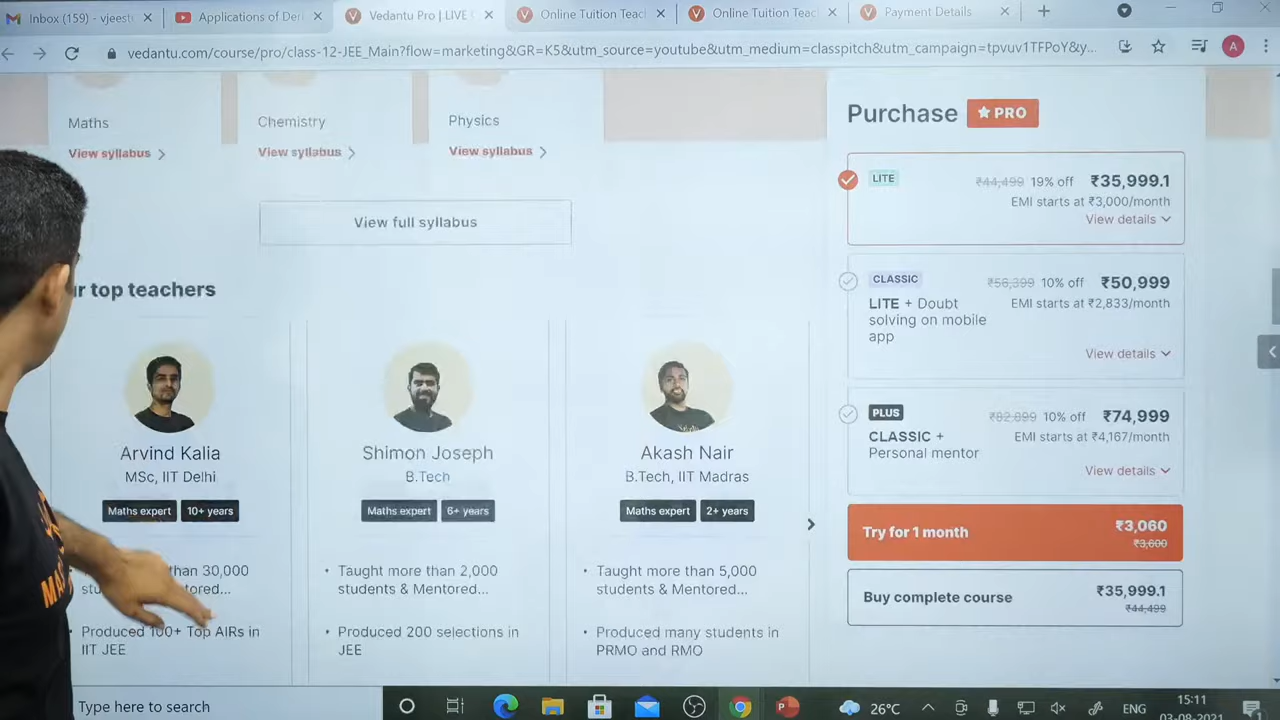 Inbox (159) - vjeest
Applications of Der
Vedantu Pro | LIVE
Online Tuition Teac
Online Tuition Teac
Payment Details
vedantu.com/course/pro/class-12-JEE_Main?flow=marketing&GR=K5&utm_source=youtube&utm_medium=classpitch&utm_campaign=tpvuv1TFPoY&y...
A
Maths
View syllabus
Chemistry
View syllabus
Physics
View syllabus
View full syllabus
r top teachers
Arvind Kalia
MSc, IIT Delhi
Maths expert 10+ years
than 30,000
Produced 100+ Top AIRs in
IIT JEE
Shimon Joseph
B.Tech
Maths expert 6+ years
• Taught more than 2,000
students & Mentored...
• Produced 200 selections in
JEE
Akash Nair
B.Tech, IIT Madras
Maths expert 2+ years
• Taught more than 5,000
students & Mentored...
• Produced many students in
PRMO and RMO
Purchase PRO
LITE ₹44,499 19% off ₹35,999.1
EMI starts at ₹3,000/month
View details
CLASSIC 10% off ₹50,999
LITE + Doubt EMI starts at ₹2,833/month
solving on mobile
app
View details
PLUS 10% off ₹74,999
CLASSIC + EMI starts at ₹4,167/month
Personal mentor
View details
Try for 1 month ₹3,060
₹3,600
Buy complete course ₹35,999.1
₹44,499
Type here to search
26°C
ENG
15:11
03-08-2021